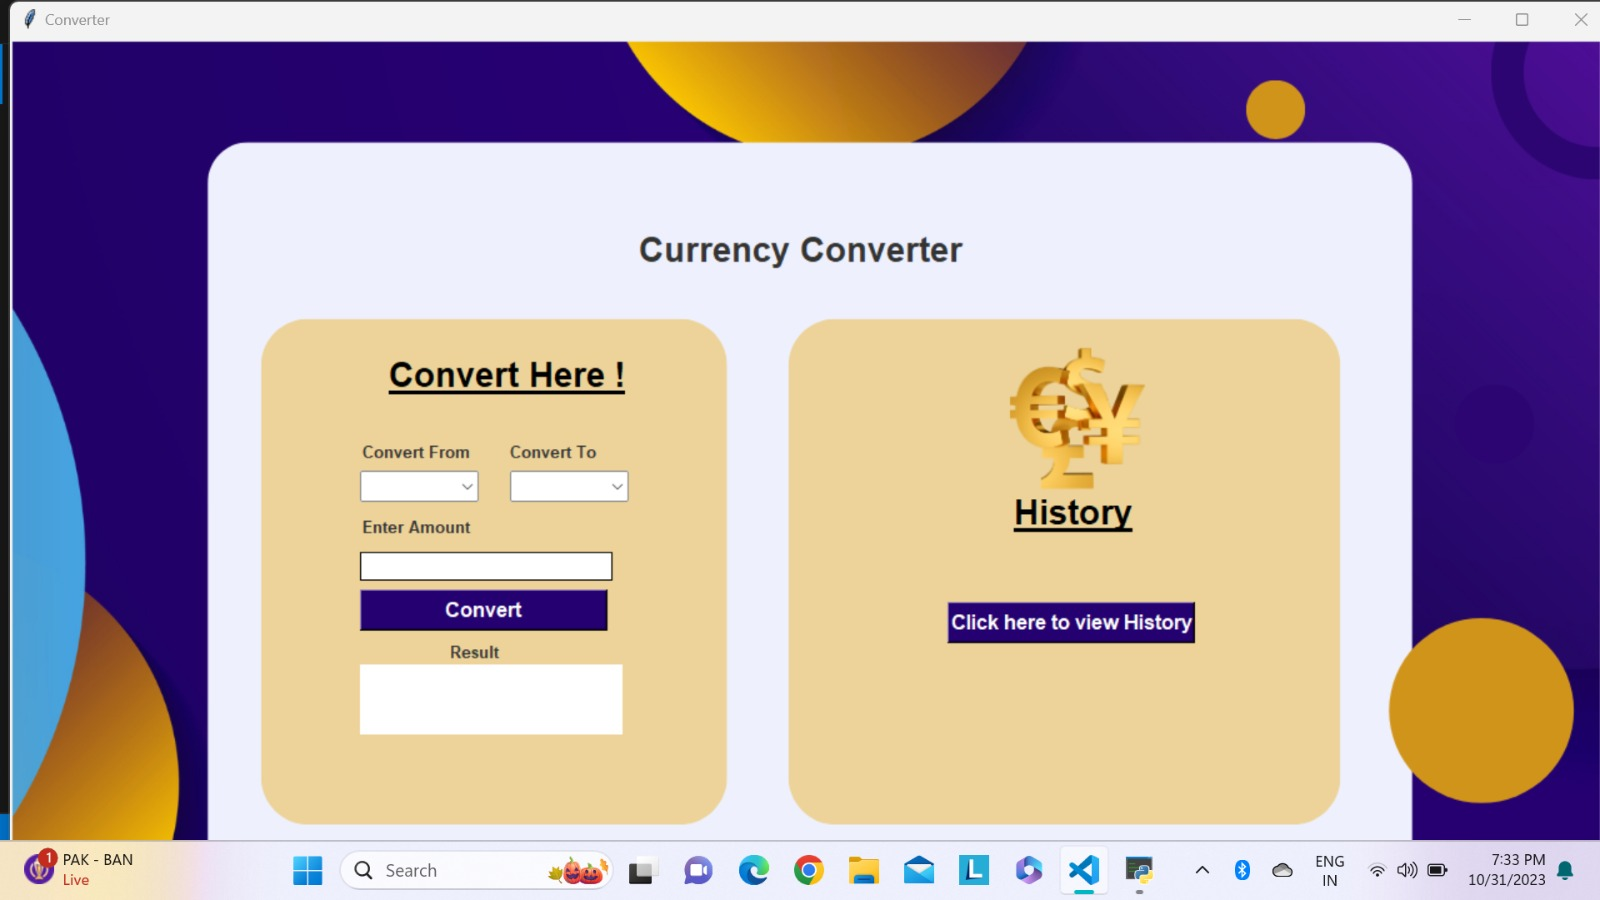 Converter
Currency Converter
Convert Here !
Convert From Convert To
Enter Amount
Convert
Result
History
Click here to view History
1
PAK - BAN
Live
Search
L
ENG
IN
7:33 PM
10/31/2023